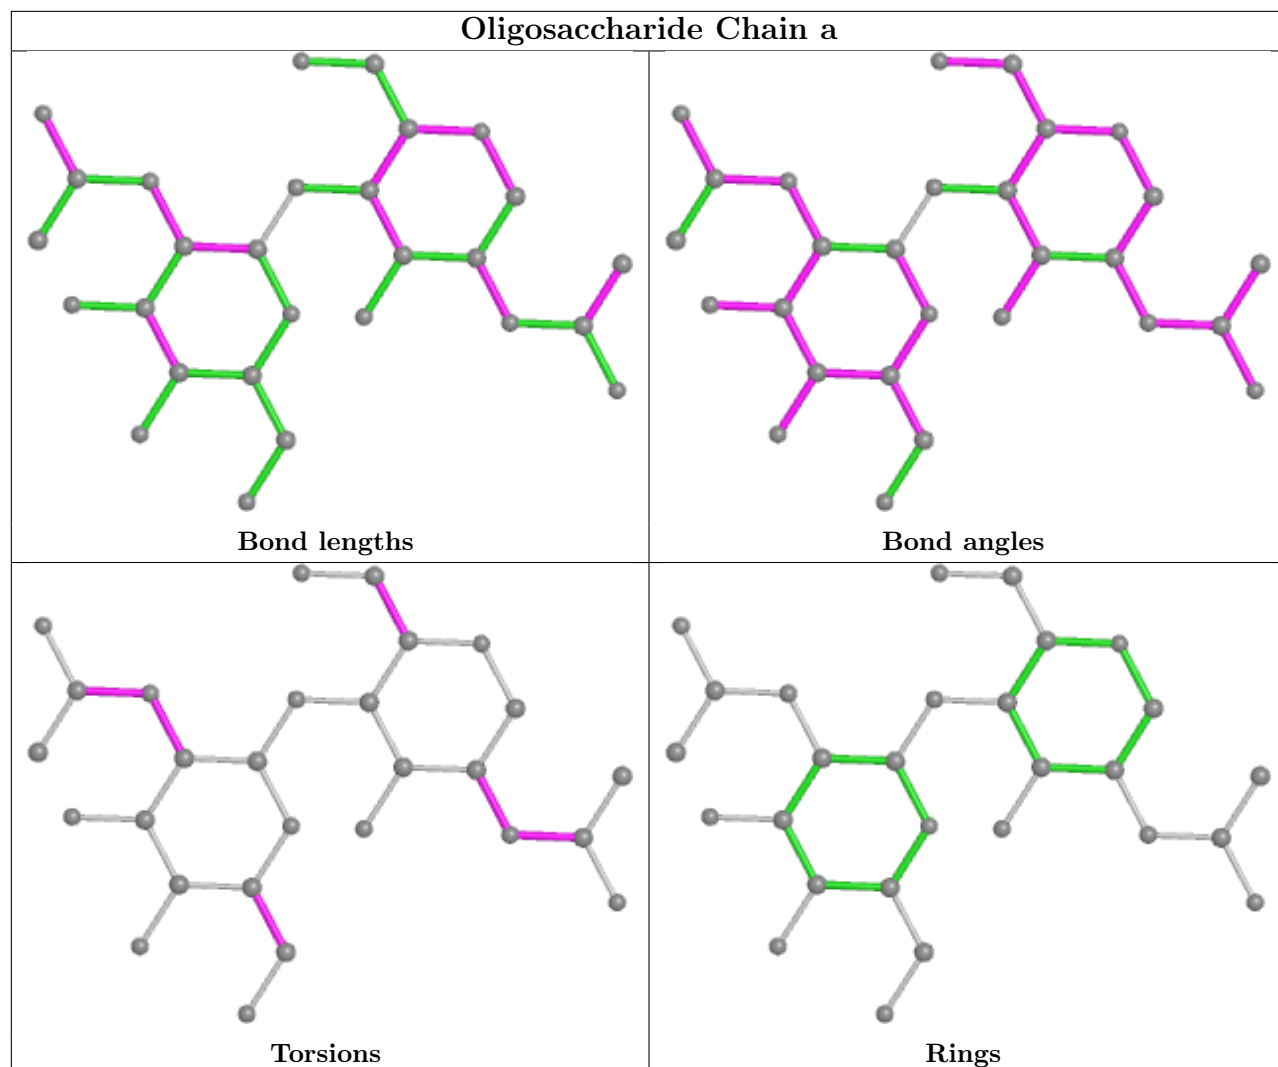 Oligosaccharide Chain a
Bond lengths
Bond angles
Torsions
Rings